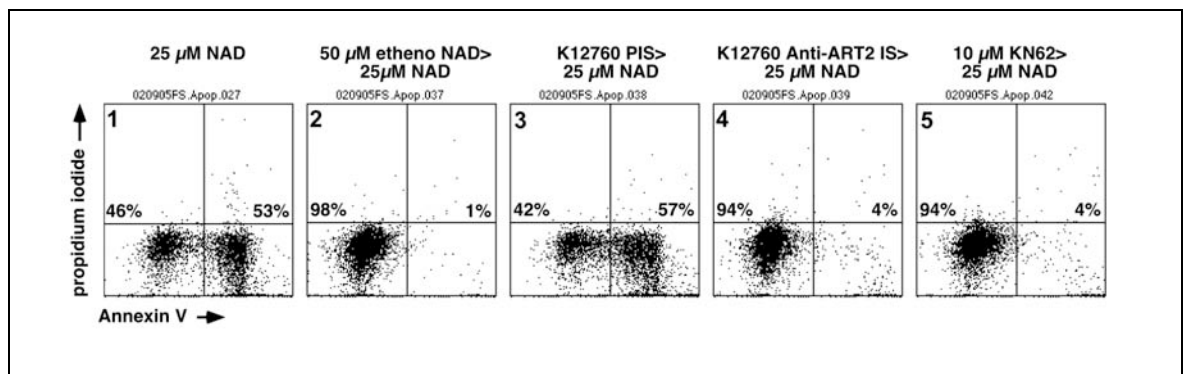 25 µM NAD
50 µM etheno NAD>
25µM NAD
K12760 PIS>
25 µM NAD
K12760 Anti-ART2 IS>
25 µM NAD
10 µM KN62>
25 µM NAD
020905FS.Apop.027
020905FS.Apop.037
020905FS.Apop.038
020905FS.Apop.039
020905FS.Apop.042
propidium iodide
1
46%
53%
2
98%
1%
3
42%
57%
4
94%
4%
5
94%
4%
Annexin V